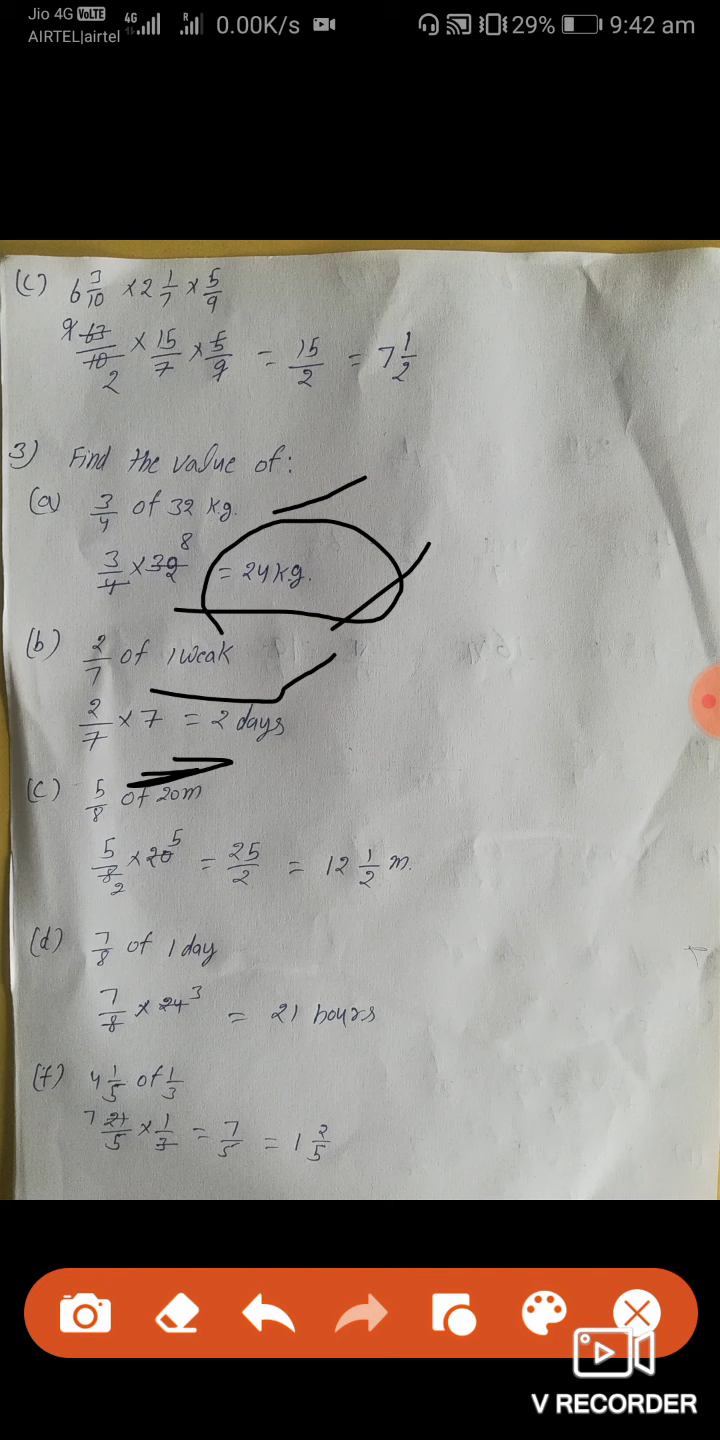 Jio 4G VoLTE 4G R 0.00K/s 29% 9:42 am
AIRTEL|airtel
(C) 6 3/10 × 2 1/7 × 5/9
9 63/10 2 × 15/7 × 5/9 = 15/2 = 7 1/2
3) Find the value of:
(a) 3/4 of 32 kg.
3/4 × 32 8 = 24 kg.
(b) 2/7 of 1 weak
2/7 × 7 = 2 days
(c) 5/8 of 20m
5/8 2 × 20 5 = 25/2 = 12 1/2 m.
(d) 7/8 of 1 day
7/8 × 24 3 = 21 hours
(f) 4 1/5 of 1/3
7 21/5 × 1/3 = 7/5 = 1 2/5
V RECORDER